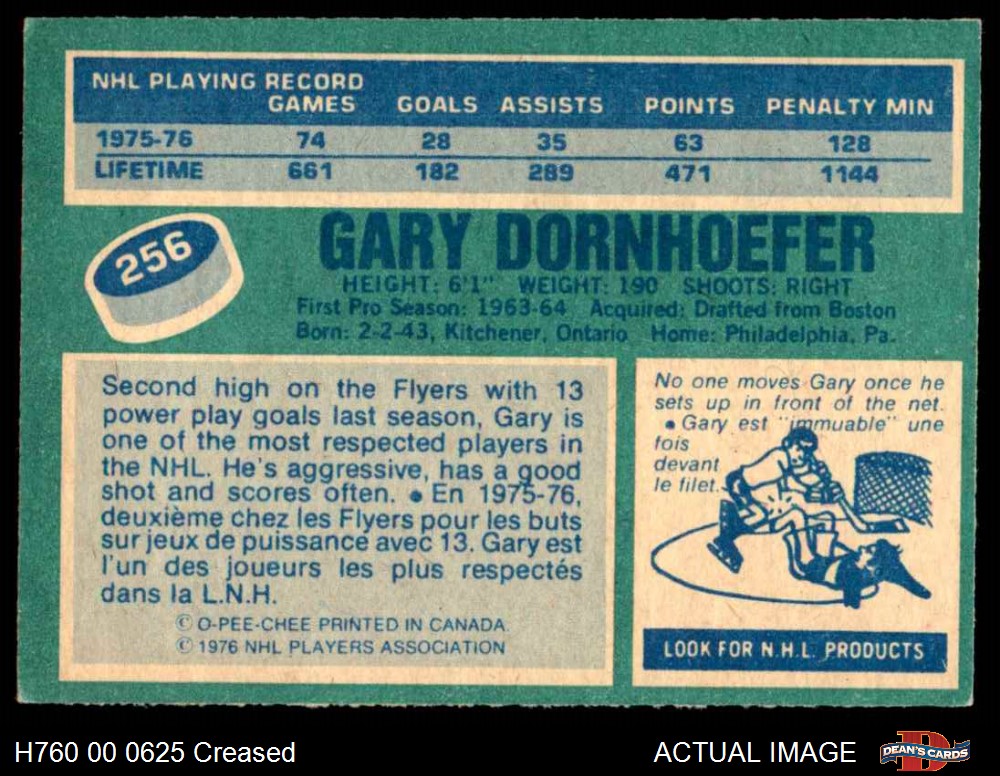 NHL PLAYING RECORD
GAMES GOALS ASSISTS POINTS PENALTY MIN
1975-76 74 28 35 63 128
LIFETIME 661 182 289 471 1144
256
GARY DORNHOEFER
HEIGHT: 6'1" WEIGHT: 190 SHOOTS: RIGHT
First Pro Season: 1963-64 Acquired: Drafted from Boston
Born: 2-2-43, Kitchener, Ontario Home: Philadelphia, Pa.
Second high on the Flyers with 13
power play goals last season, Gary is
one of the most respected players in
the NHL. He's aggressive, has a good
shot and scores often. • En 1975-76,
deuxième chez les Flyers pour les buts
sur jeux de puissance avec 13. Gary est
l'un des joueurs les plus respectés
dans la L.N.H.
© O-PEE-CHEE PRINTED IN CANADA
© 1976 NHL PLAYERS ASSOCIATION
No one moves Gary once he
sets up in front of the net.
• Gary est "immuable" une
fois
devant
le filet.
LOOK FOR N.H.L. PRODUCTS
H760 00 0625 Creased
ACTUAL IMAGE
D
DEAN'S CARDS